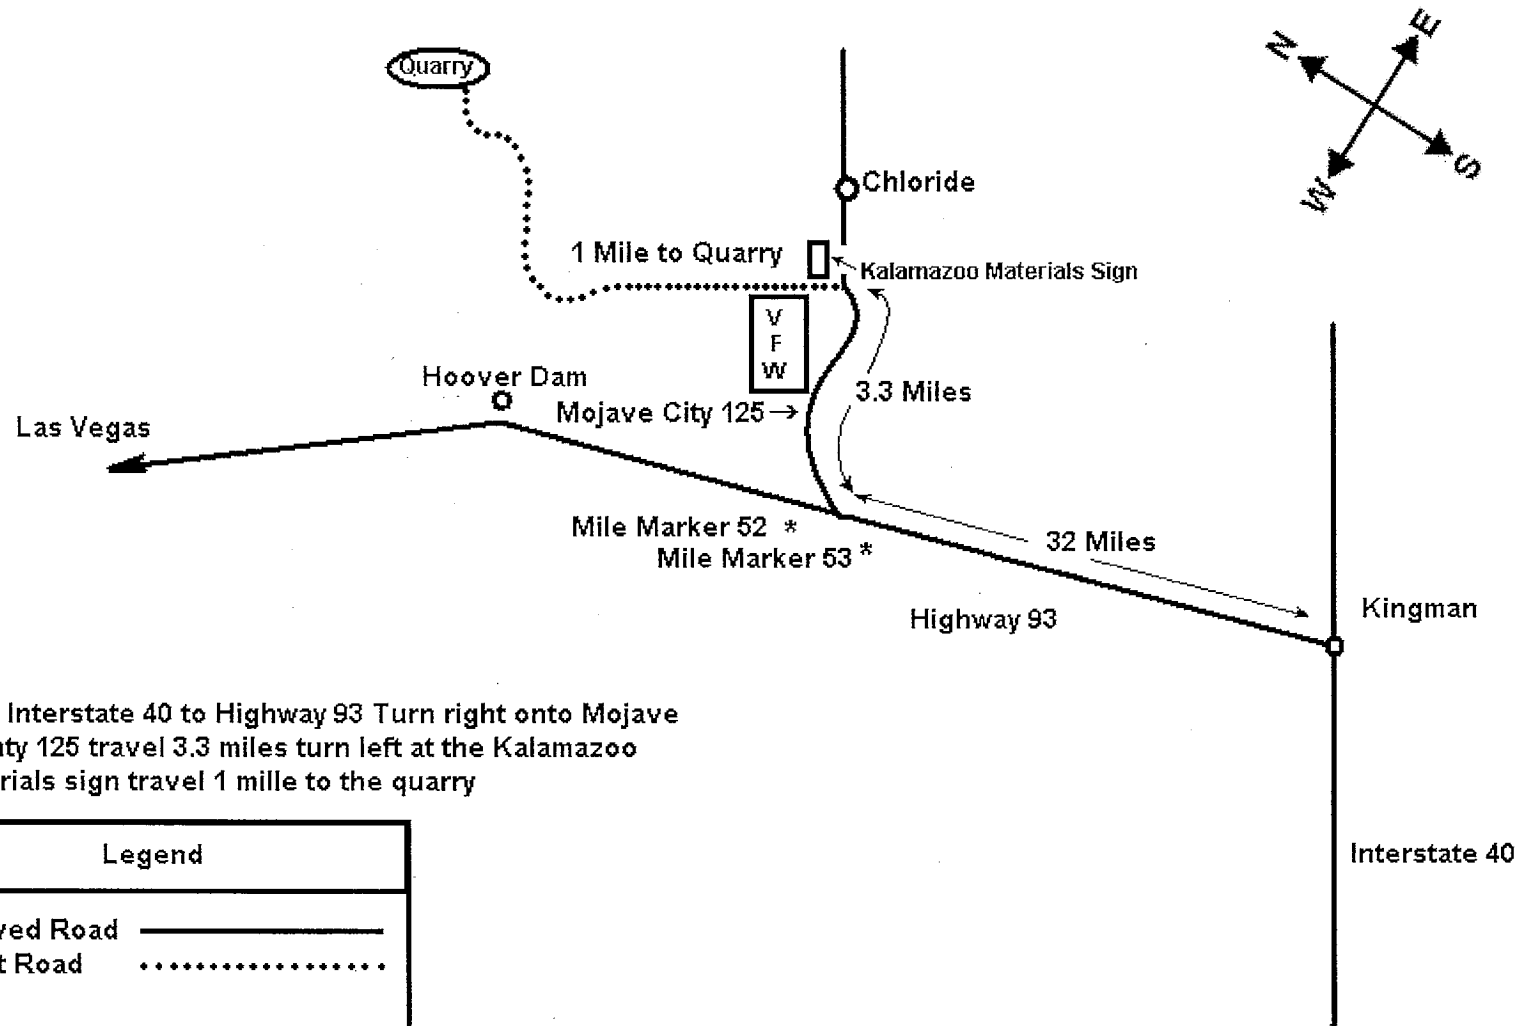 Quarry
N
E
S
W
Chloride
1 Mile to Quarry
Kalamazoo Materials Sign
V
F
W
3.3 Miles
Hoover Dam
Mojave City 125
Las Vegas
Mile Marker 52 *
Mile Marker 53 *
32 Miles
Highway 93
Kingman
Interstate 40 to Highway 93 Turn right onto Mojave
nty 125 travel 3.3 miles turn left at the Kalamazoo
rials sign travel 1 mille to the quarry
Legend
Interstate 40
ved Road
t Road